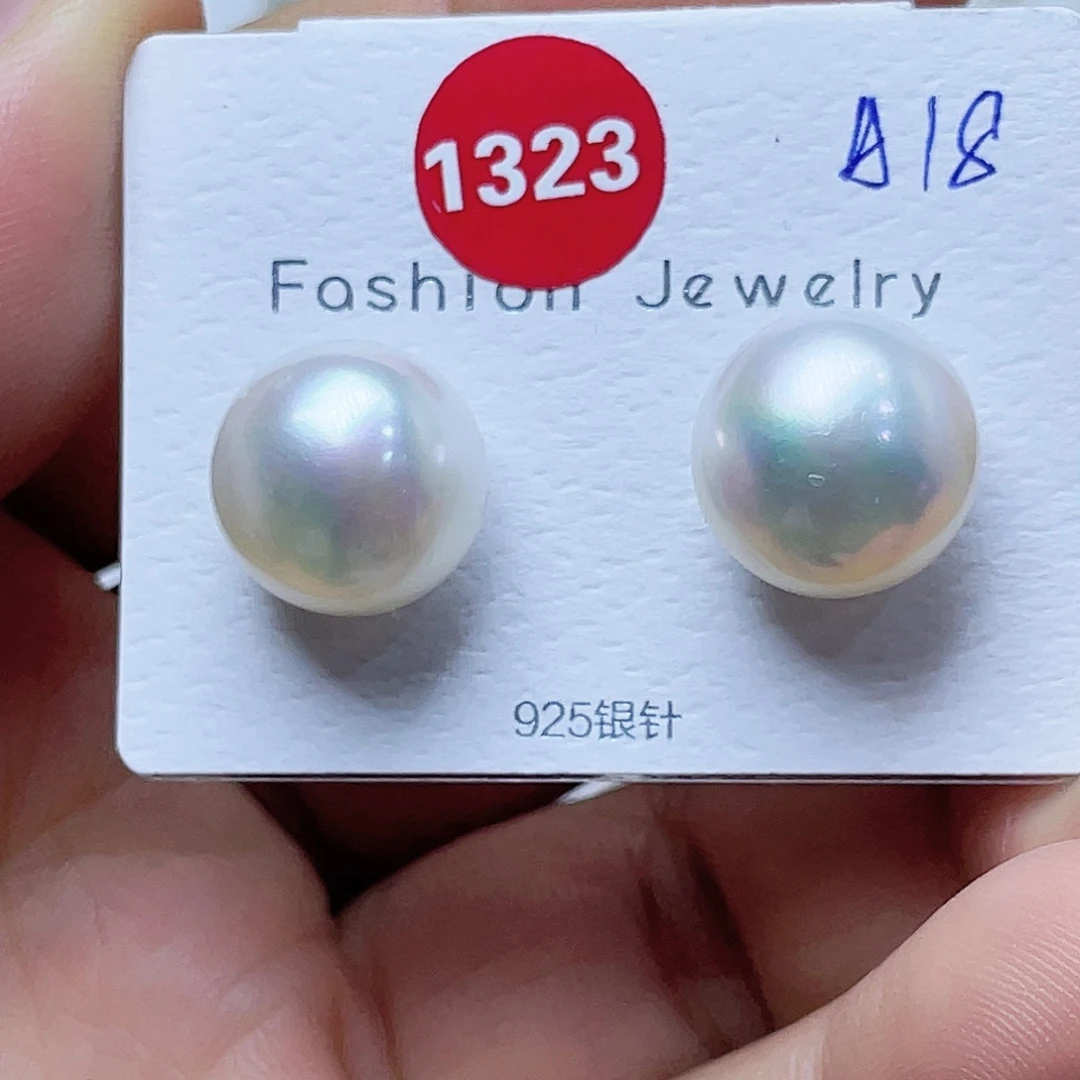 1323
A18
Fashion Jewelry
925银针